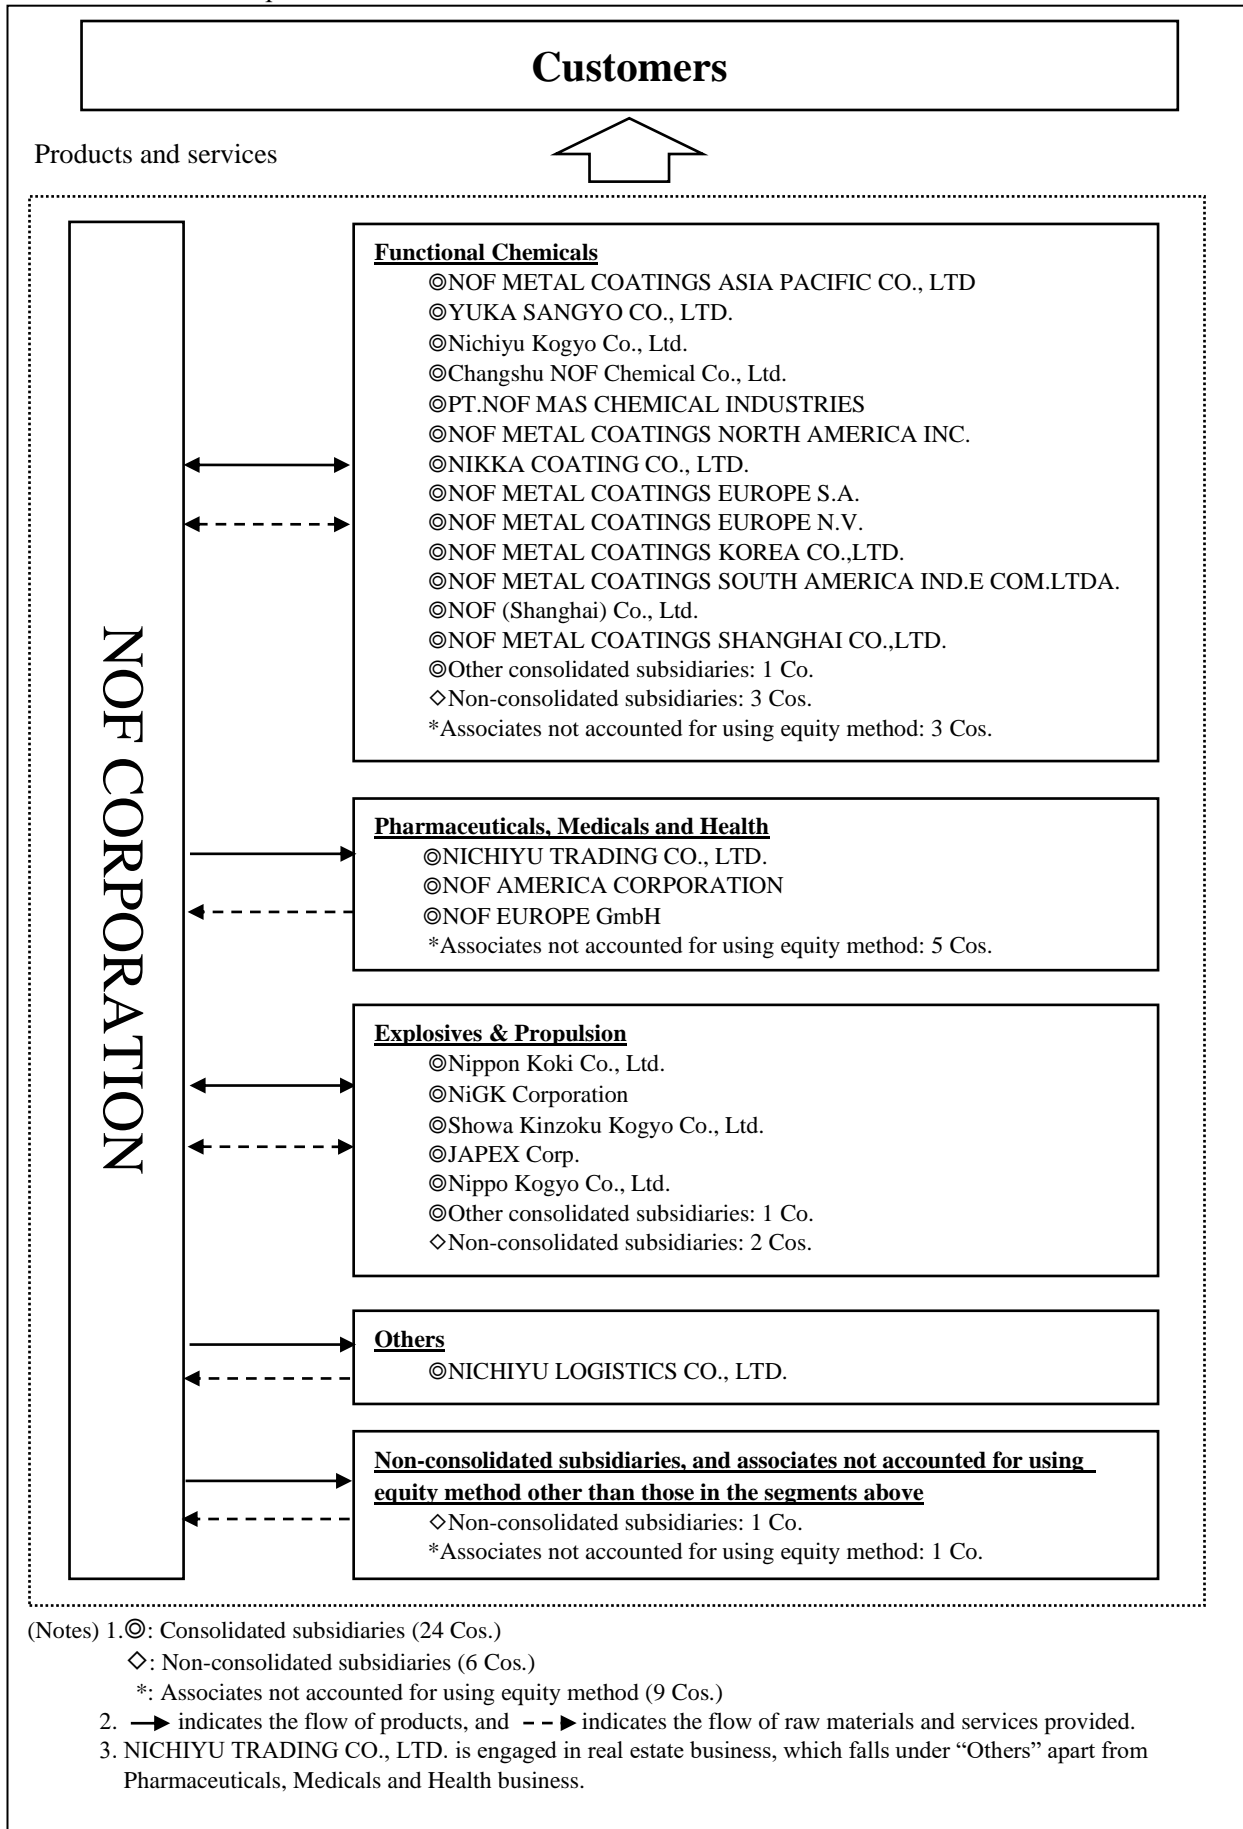 Customers
Products and services
NOF CORPORATION
Functional Chemicals
◎NOF METAL COATINGS ASIA PACIFIC CO., LTD
◎YUKA SANGYO CO., LTD.
◎Nichiyu Kogyo Co., Ltd.
◎Changshu NOF Chemical Co., Ltd.
◎PT.NOF MAS CHEMICAL INDUSTRIES
◎NOF METAL COATINGS NORTH AMERICA INC.
◎NIKKA COATING CO., LTD.
◎NOF METAL COATINGS EUROPE S.A.
◎NOF METAL COATINGS EUROPE N.V.
◎NOF METAL COATINGS KOREA CO.,LTD.
◎NOF METAL COATINGS SOUTH AMERICA IND.E COM.LTDA.
◎NOF (Shanghai) Co., Ltd.
◎NOF METAL COATINGS SHANGHAI CO.,LTD.
◎Other consolidated subsidiaries: 1 Co.
◇Non-consolidated subsidiaries: 3 Cos.
*Associates not accounted for using equity method: 3 Cos.
Pharmaceuticals, Medicals and Health
◎NICHIYU TRADING CO., LTD.
◎NOF AMERICA CORPORATION
◎NOF EUROPE GmbH
*Associates not accounted for using equity method: 5 Cos.
Explosives & Propulsion
◎Nippon Koki Co., Ltd.
◎NiGK Corporation
◎Showa Kinzoku Kogyo Co., Ltd.
◎JAPEX Corp.
◎Nippo Kogyo Co., Ltd.
◎Other consolidated subsidiaries: 1 Co.
◇Non-consolidated subsidiaries: 2 Cos.
Others
◎NICHIYU LOGISTICS CO., LTD.
Non-consolidated subsidiaries, and associates not accounted for using
equity method other than those in the segments above
◇Non-consolidated subsidiaries: 1 Co.
*Associates not accounted for using equity method: 1 Co.
(Notes) 1.◎: Consolidated subsidiaries (24 Cos.)
◇: Non-consolidated subsidiaries (6 Cos.)
*: Associates not accounted for using equity method (9 Cos.)
2. → indicates the flow of products, and --▶ indicates the flow of raw materials and services provided.
3. NICHIYU TRADING CO., LTD. is engaged in real estate business, which falls under “Others” apart from
Pharmaceuticals, Medicals and Health business.